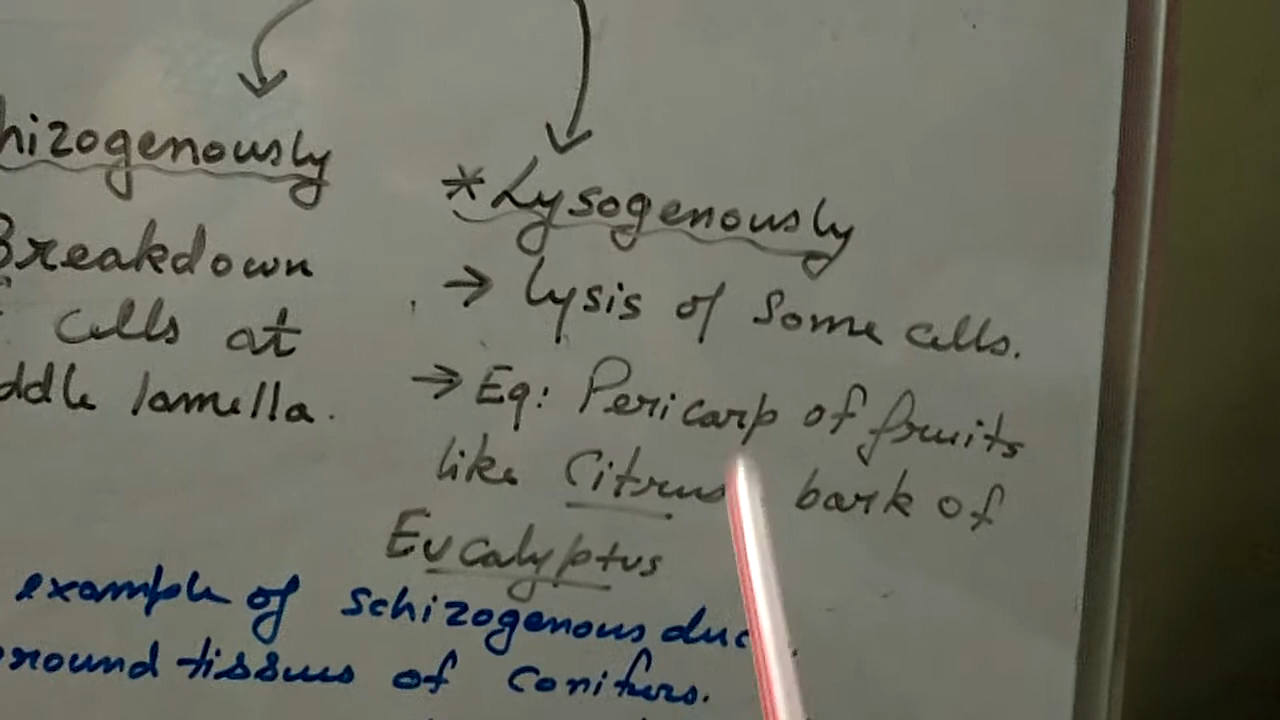 hizogenously
*Lysogenously
Breakdown
cells at
ddle lamella.
→ lysis of some cells.
→ Eg: Pericarp of fruits
like Citrus bark of
Eucalyptus
example of schizogenous duc
round tissues of conifers.